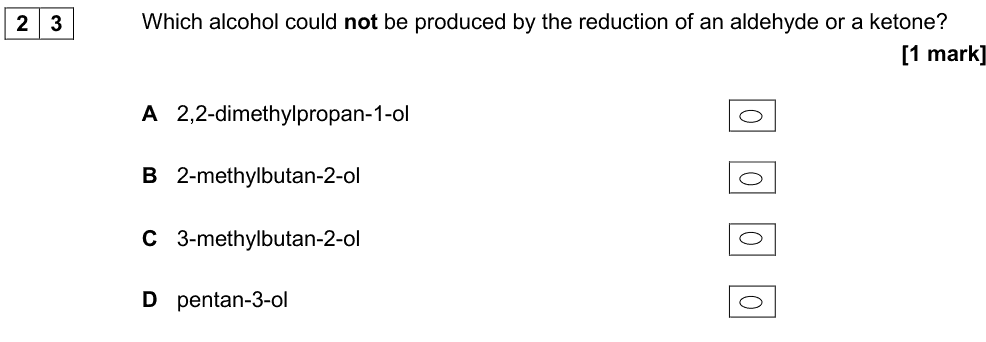 2 3 Which alcohol could not be produced by the reduction of an aldehyde or a ketone?
[1 mark]
A 2,2-dimethylpropan-1-ol
B 2-methylbutan-2-ol
C 3-methylbutan-2-ol
D pentan-3-ol